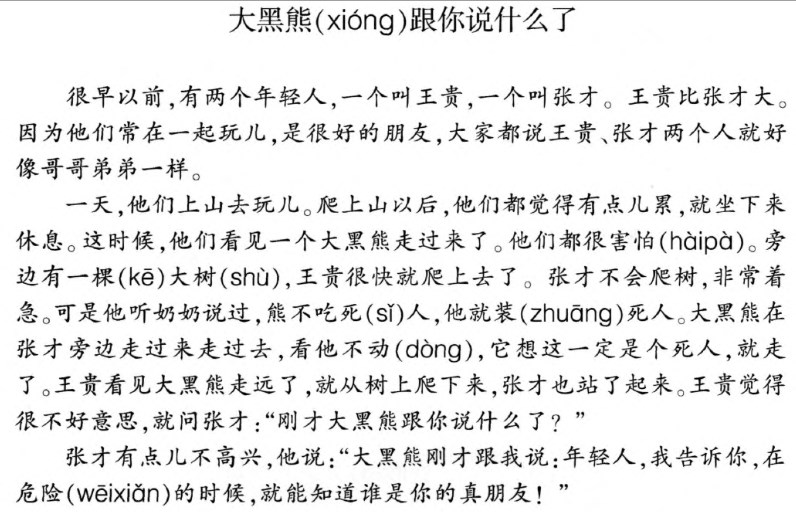 大黑熊(xióng)跟你说什么了
很早以前,有两个年轻人,一个叫王贵,一个叫张才。王贵比张才大。
因为他们常在一起玩儿,是很好的朋友,大家都说王贵、张才两个人就好
像哥哥弟弟一样。
一天,他们上山去玩儿。爬上山以后,他们都觉得有点儿累,就坐下来
休息。这时候,他们看见一个大黑熊走过来了。他们都很害怕(hàipà)。旁
边有一棵(kē)大树(shù),王贵很快就爬上去了。张才不会爬树,非常着
急。可是他听奶奶说过,熊不吃死(sǐ)人,他就装(zhuāng)死人。大黑熊在
张才旁边走过来走过去,看他不动(dòng),它想这一定是个死人,就走
了。王贵看见大黑熊走远了,就从树上爬下来,张才也站了起来。王贵觉得
很不好意思,就问张才:“刚才大黑熊跟你说什么了?”
张才有点儿不高兴,他说:“大黑熊刚才跟我说:年轻人,我告诉你,在
危险(wēixiǎn)的时候,就能知道谁是你的真朋友!”